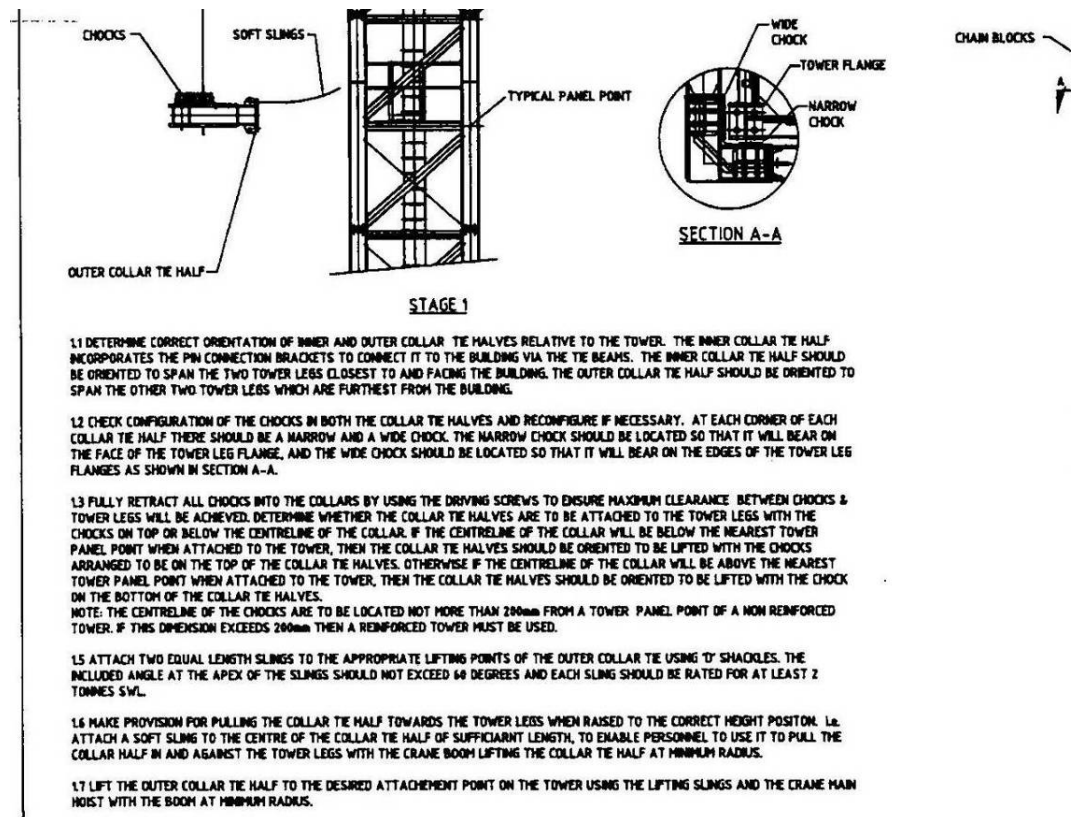 CHOCKS
SOFT SLINGS
TYPICAL PANEL POINT
OUTER COLLAR TIE HALF
STAGE 1
WIDE
CHOCK
TOWER FLANGE
NARROW
CHOCK
SECTION A-A
CHAIN BLOCKS
A
1.1 DETERMINE CORRECT ORIENTATION OF INNER AND OUTER COLLAR TIE HALVES RELATIVE TO THE TOWER. THE INNER COLLAR TIE HALF
INCORPORATES THE PIN CONNECTION BRACKETS TO CONNECT IT TO THE BUILDING VIA THE TIE BEAMS. THE INNER COLLAR TIE HALF SHOULD
BE ORIENTED TO SPAN THE TWO TOWER LEGS CLOSEST TO AND FACING THE BUILDING. THE OUTER COLLAR TIE HALF SHOULD BE ORIENTED TO
SPAN THE OTHER TWO TOWER LEGS WHICH ARE FURTHEST FROM THE BUILDING.
1.2 CHECK CONFIGURATION OF THE CHOCKS IN BOTH THE COLLAR TIE HALVES AND RECONFIGURE IF NECESSARY. AT EACH CORNER OF EACH
COLLAR TIE HALF THERE SHOULD BE A NARROW AND A WIDE CHOCK. THE NARROW CHOCK SHOULD BE LOCATED SO THAT IT WILL BEAR ON
THE FACE OF THE TOWER LEG FLANGE, AND THE WIDE CHOCK SHOULD BE LOCATED SO THAT IT WILL BEAR ON THE EDGES OF THE TOWER LEG
FLANGES AS SHOWN IN SECTION A-A.
1.3 FULLY RETRACT ALL CHOCKS INTO THE COLLARS BY USING THE DRIVING SCREWS TO ENSURE MAXIMUM CLEARANCE BETWEEN CHOCKS &
TOWER LEGS WILL BE ACHIEVED. DETERMINE WHETHER THE COLLAR TIE HALVES ARE TO BE ATTACHED TO THE TOWER LEGS WITH THE
CHOCKS ON TOP OR BELOW THE CENTRELINE OF THE COLLAR. IF THE CENTRELINE OF THE COLLAR WILL BE BELOW THE NEAREST TOWER
PANEL POINT WHEN ATTACHED TO THE TOWER, THEN THE COLLAR TIE HALVES SHOULD BE ORIENTED TO BE LIFTED WITH THE CHOCKS
ARRANGED TO BE ON THE TOP OF THE COLLAR TIE HALVES. OTHERWISE IF THE CENTRELINE OF THE COLLAR WILL BE ABOVE THE NEAREST
TOWER PANEL POINT WHEN ATTACHED TO THE TOWER, THEN THE COLLAR TIE HALVES SHOULD BE ORIENTED TO BE LIFTED WITH THE CHOCK
ON THE BOTTOM OF THE COLLAR TIE HALVES.
NOTE: THE CENTRELINE OF THE CHOCKS ARE TO BE LOCATED NOT MORE THAN 200mm FROM A TOWER PANEL POINT OF A NON REINFORCED
TOWER. IF THIS DIMENSION EXCEEDS 200mm THEN A REINFORCED TOWER MUST BE USED.
1.5 ATTACH TWO EQUAL LENGTH SLINGS TO THE APPROPRIATE LIFTING POINTS OF THE OUTER COLLAR TIE USING 'D' SHACKLES. THE
INCLUDED ANGLE AT THE APEX OF THE SLINGS SHOULD NOT EXCEED 60 DEGREES AND EACH SLING SHOULD BE RATED FOR AT LEAST 2
TONNES SWL.
1.6 MAKE PROVISION FOR PULLING THE COLLAR TIE HALF TOWARDS THE TOWER LEGS WHEN RAISED TO THE CORRECT HEIGHT POSITON. i.e.
ATTACH A SOFT SLING TO THE CENTRE OF THE COLLAR TIE HALF OF SUFFICIARNT LENGTH, TO ENABLE PERSONNEL TO USE IT TO PULL THE
COLLAR HALF IN AND AGAINST THE TOWER LEGS WITH THE CRANE BOOM LIFTING THE COLLAR TIE HALF AT MINIMUM RADIUS.
1.7 LIFT THE OUTER COLLAR TIE HALF TO THE DESIRED ATTACHEMENT POINT ON THE TOWER USING THE LIFTING SLINGS AND THE CRANE MAIN
HOIST WITH THE BOOM AT MINIMUM RADIUS.